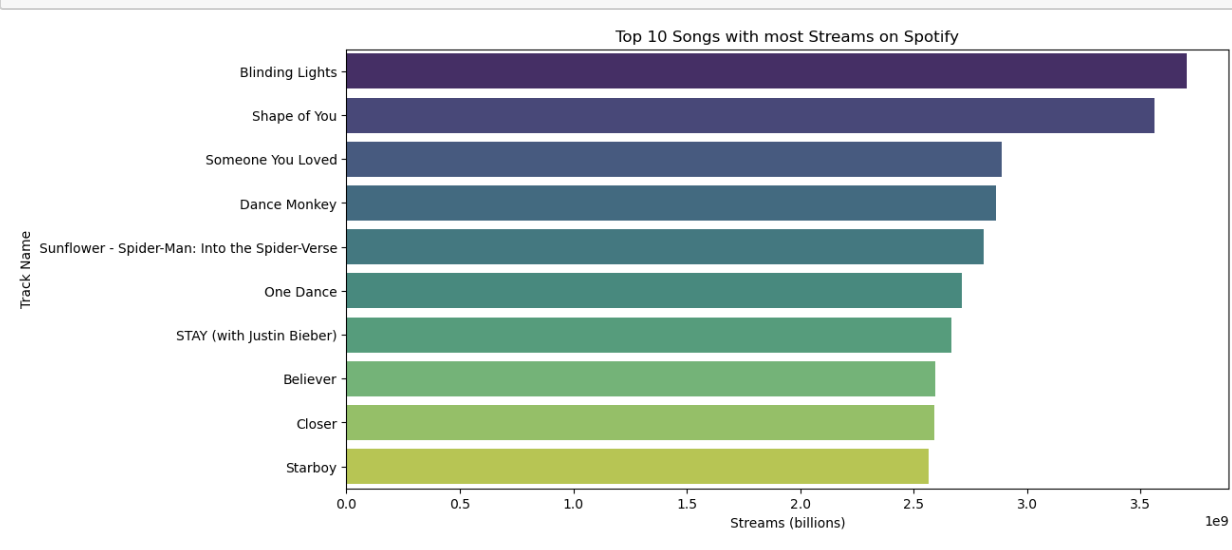 Top 10 Songs with most Streams on Spotify
Track Name
Blinding Lights
Shape of You
Someone You Loved
Dance Monkey
Sunflower - Spider-Man: Into the Spider-Verse
One Dance
STAY (with Justin Bieber)
Believer
Closer
Starboy
0.0 0.5 1.0 1.5 2.0 2.5 3.0 3.5
1e9
Streams (billions)